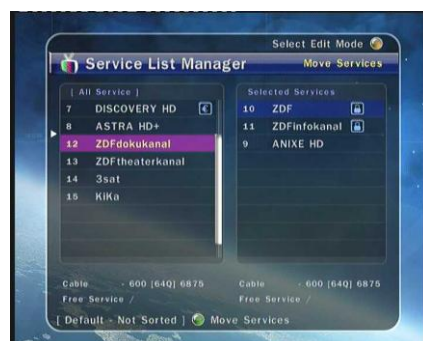 Select Edit Mode
Service List Manager
Move Services
[ All Service ]
7 DISCOVERY HD €
8 ASTRA HD+
12 ZDFdokukanal
13 ZDFtheaterkanal
14 3sat
15 KiKa
Selected Services
10 ZDF
11 ZDFinfokanal
9 ANIXE HD
Cable - 600 [64Q] 6875
Free Service /
Cable - 600 [64Q] 6875
Free Service /
[ Default - Not Sorted ] Move Services